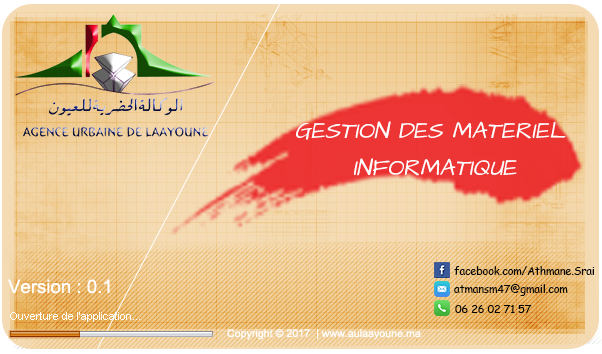 الوكالة الحضرية للعيون
AGENCE URBAINE DE LAAYOUNE
GESTION DES MATERIEL
INFORMATIQUE
facebook.com/Athmane.Srai
atmansm47@gmail.com
06 26 02 71 57
Version : 0.1
Ouverture de l'application...
Copyright © 2017 | www.aulaayoune.ma